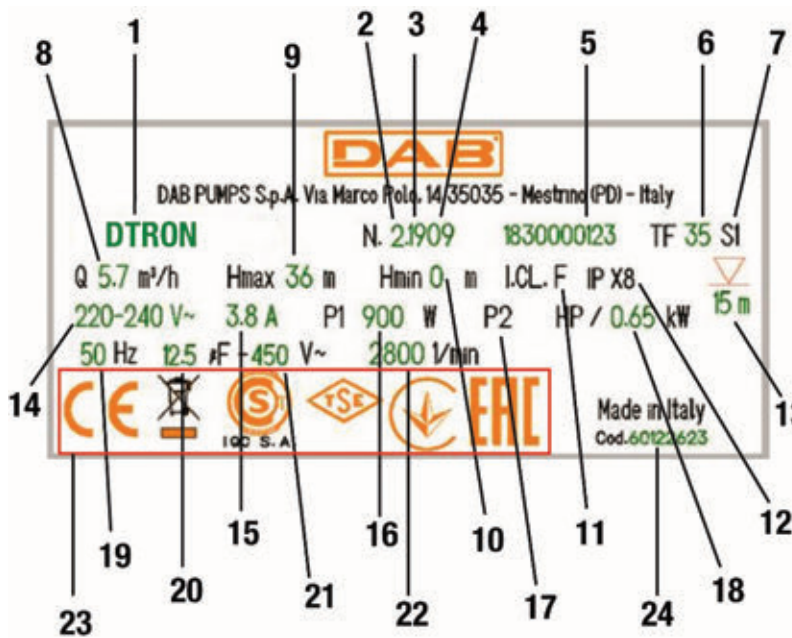 1 2 3 4 5 6 7
8 9
DAB
DAB PUMPS S.p.A. Via Marco Polo, 14 35035 - Mestrino (PD) - Italy
DTRON N. 2.1909 1830000123 TF 35 S1
Q 5.7 m³/h Hmax 36 m Hmin 0 m I.CL. F IP X8
15 m
220-240 V~ 3.8 A P1 900 W P2 HP / 0.65 kW
50 Hz 12.5 µF - 450 V~ 2800 1/min
14
CE S TSE EAC
IQC S.A.
Made in Italy
Cod.60122623
13
19 20 15 21 16 22 10 17 11 18 12
23 24